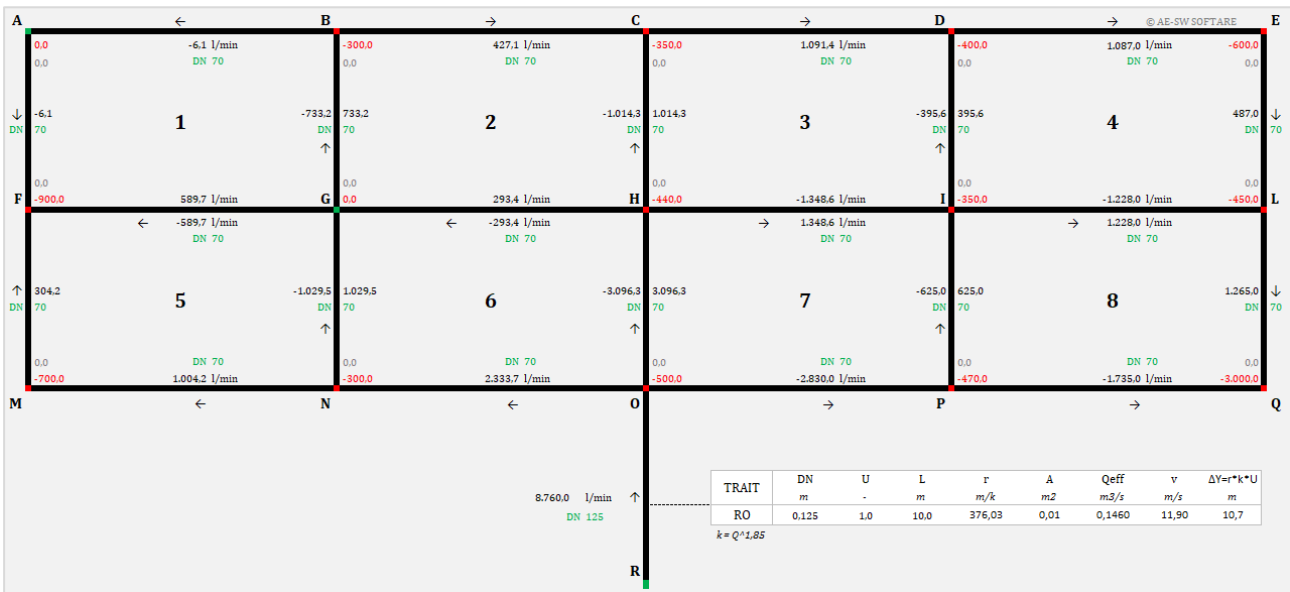 A ← B → C → D → © AE-SW SOFTARE E
0.0 -6,1 l/min -300,0 427,1 l/min -350,0 1.091,4 l/min -400,0 1.087,0 l/min -600,0
0,0 DN 70 0,0 DN 70 0,0 DN 70 0,0 DN 70 0,0
↓ -6,1 1 -733,2 733,2 2 -1.014,3 1.014,3 3 -395,6 395,6 4 487,0 ↓
DN 70 DN 70 DN 70 DN 70 DN 70
↑ ↑ ↑
0,0 0,0 0,0 0,0 0,0
F -900,0 589,7 l/min G 0.0 293,4 l/min H -440,0 -1.348,6 l/min I -350,0 -1.228,0 l/min -450,0 L
← -589,7 l/min ← -293,4 l/min → 1.348,6 l/min → 1.228,0 l/min
DN 70 DN 70 DN 70 DN 70
↑ 304,2 5 -1.029,5 1.029,5 6 -3.096,3 3.096,3 7 -625,0 625,0 8 1.265,0 ↓
DN 70 DN 70 DN 70 DN 70 DN 70
↑ ↑ ↑
0,0 DN 70 0,0 DN 70 0,0 DN 70 0,0 DN 70 0,0
-700,0 1.004,2 l/min -300,0 2.333,7 l/min -500,0 -2.830,0 l/min -470,0 -1.735,0 l/min -3.000,0
M ← N ← O → P → Q
8.760,0 l/min ↑
DN 125
TRAIT DN U L r A Qeff v ΔY=r*k*U
m - m m/k m2 m3/s m/s m
RO 0,125 1,0 10,0 376,03 0,01 0,1460 11,90 10,7
k = Q^1,85
R